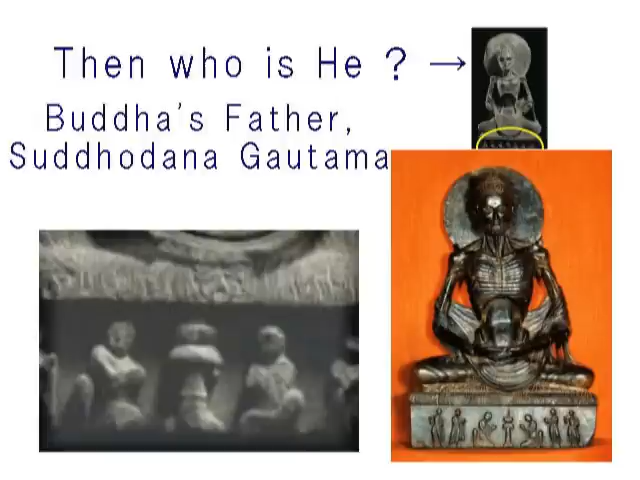 Then who is He ? →
Buddha's Father,
Suddhodana Gautama